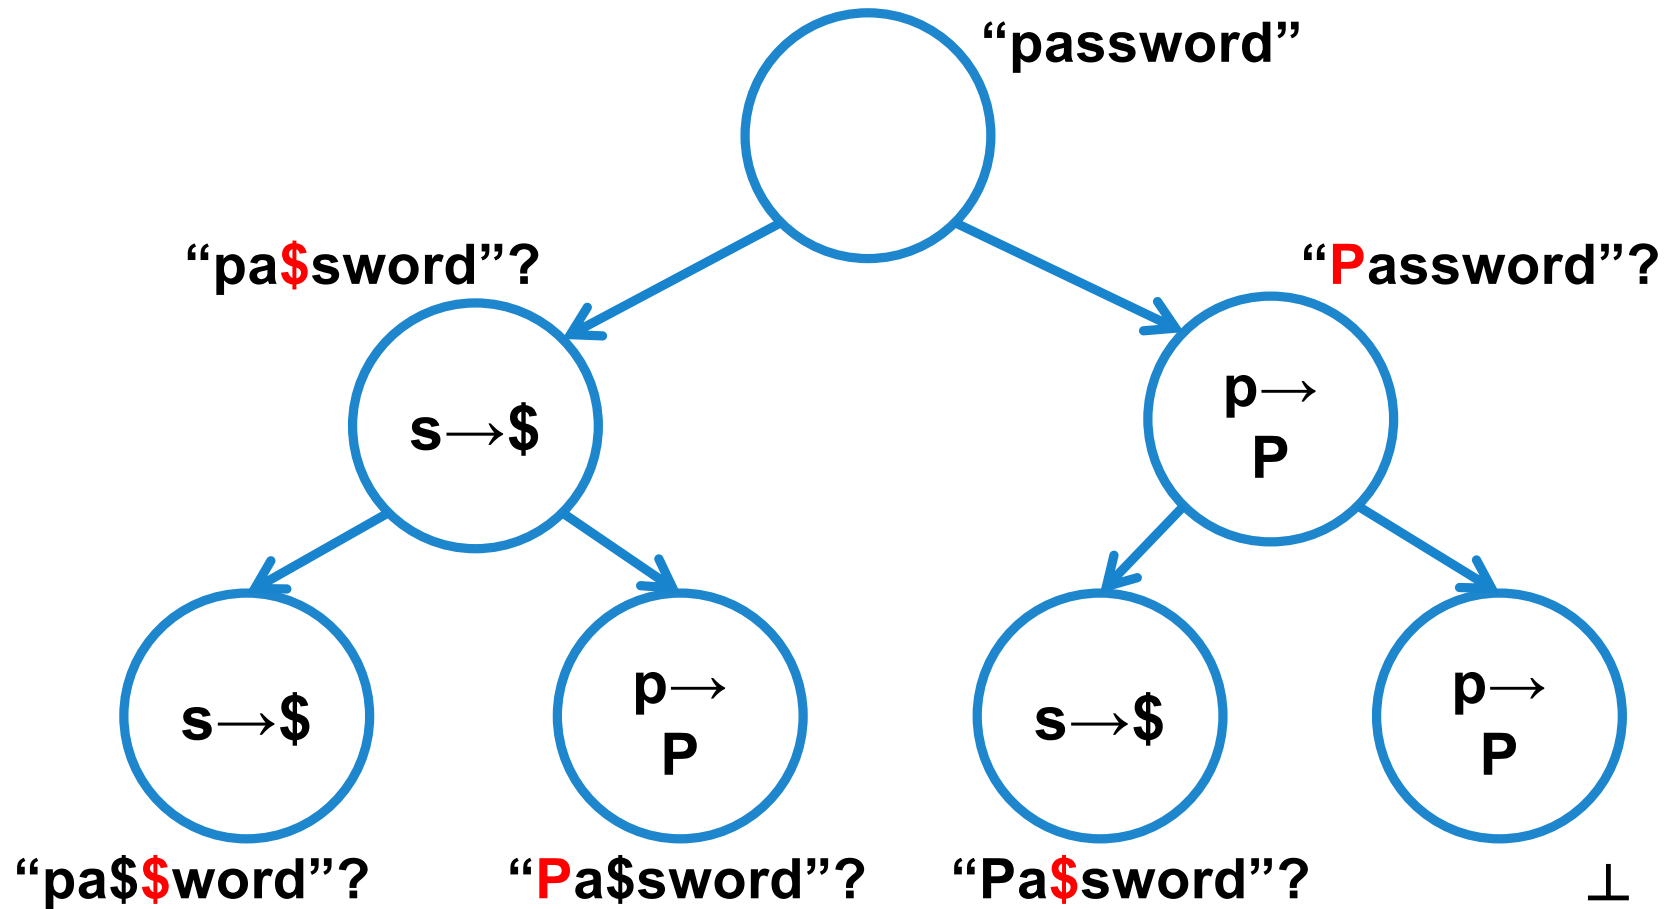 “password”
“pa$sword”?
“Password”?
s→$
p→
P
s→$
p→
P
s→$
p→
P
“pa$$word”?
“Pa$sword”?
“Pa$sword”?
⊥